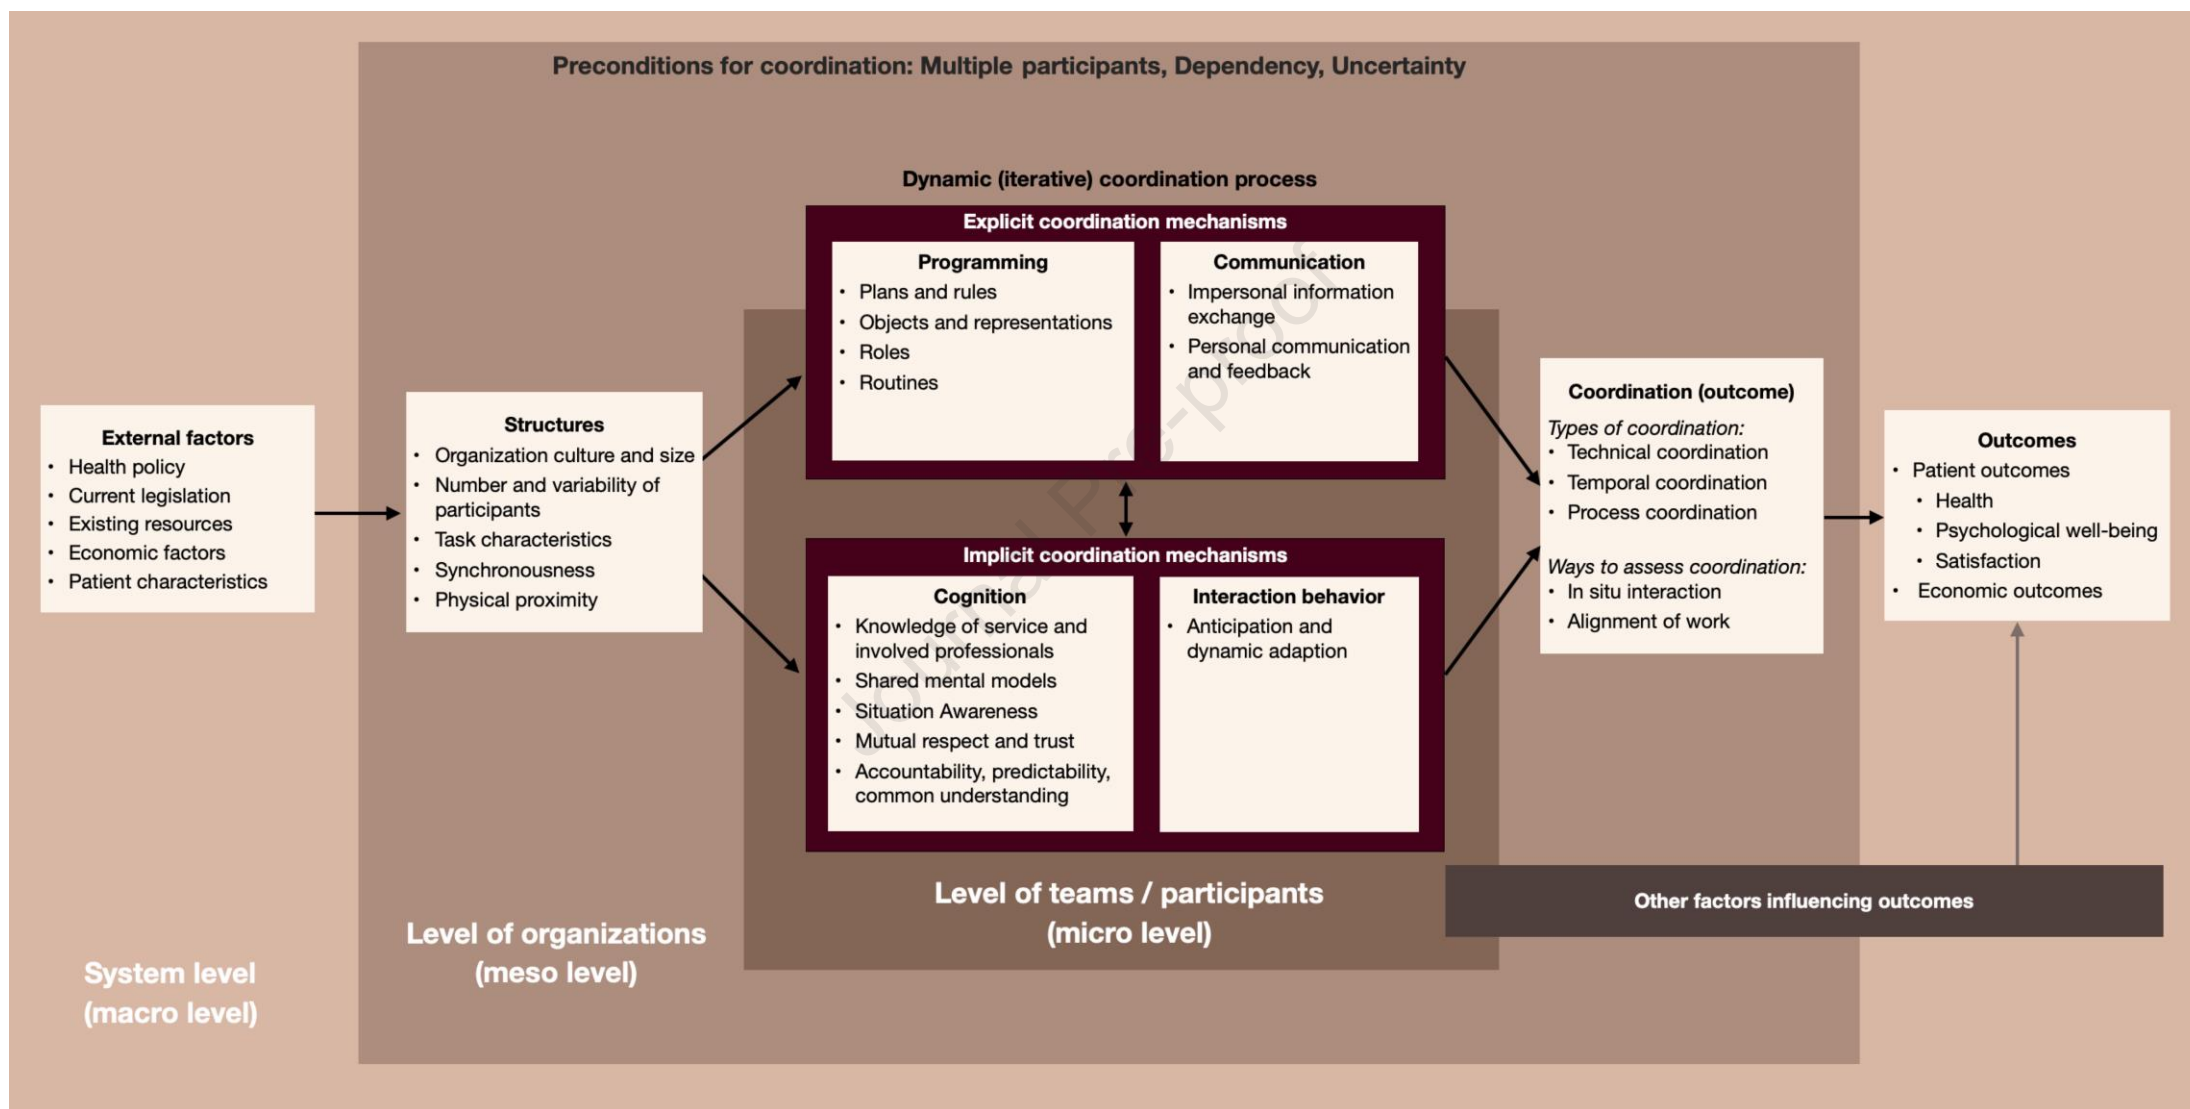 Preconditions for coordination: Multiple participants, Dependency, Uncertainty
Dynamic (iterative) coordination process
External factors
• Health policy
• Current legislation
• Existing resources
• Economic factors
• Patient characteristics
Structures
• Organization culture and size
• Number and variability of
participants
• Task characteristics
• Synchronousness
• Physical proximity
Explicit coordination mechanisms
Programming
• Plans and rules
• Objects and representations
• Roles
• Routines
Communication
• Impersonal information
exchange
• Personal communication
and feedback
Implicit coordination mechanisms
Cognition
• Knowledge of service and
involved professionals
• Shared mental models
• Situation Awareness
• Mutual respect and trust
• Accountability, predictability,
common understanding
Interaction behavior
• Anticipation and
dynamic adaption
Coordination (outcome)
Types of coordination:
• Technical coordination
• Temporal coordination
• Process coordination
Ways to assess coordination:
• In situ interaction
• Alignment of work
Outcomes
• Patient outcomes
• Health
• Psychological well-being
• Satisfaction
• Economic outcomes
Other factors influencing outcomes
Level of teams / participants
(micro level)
Level of organizations
(meso level)
System level
(macro level)
Journal Pre-proof